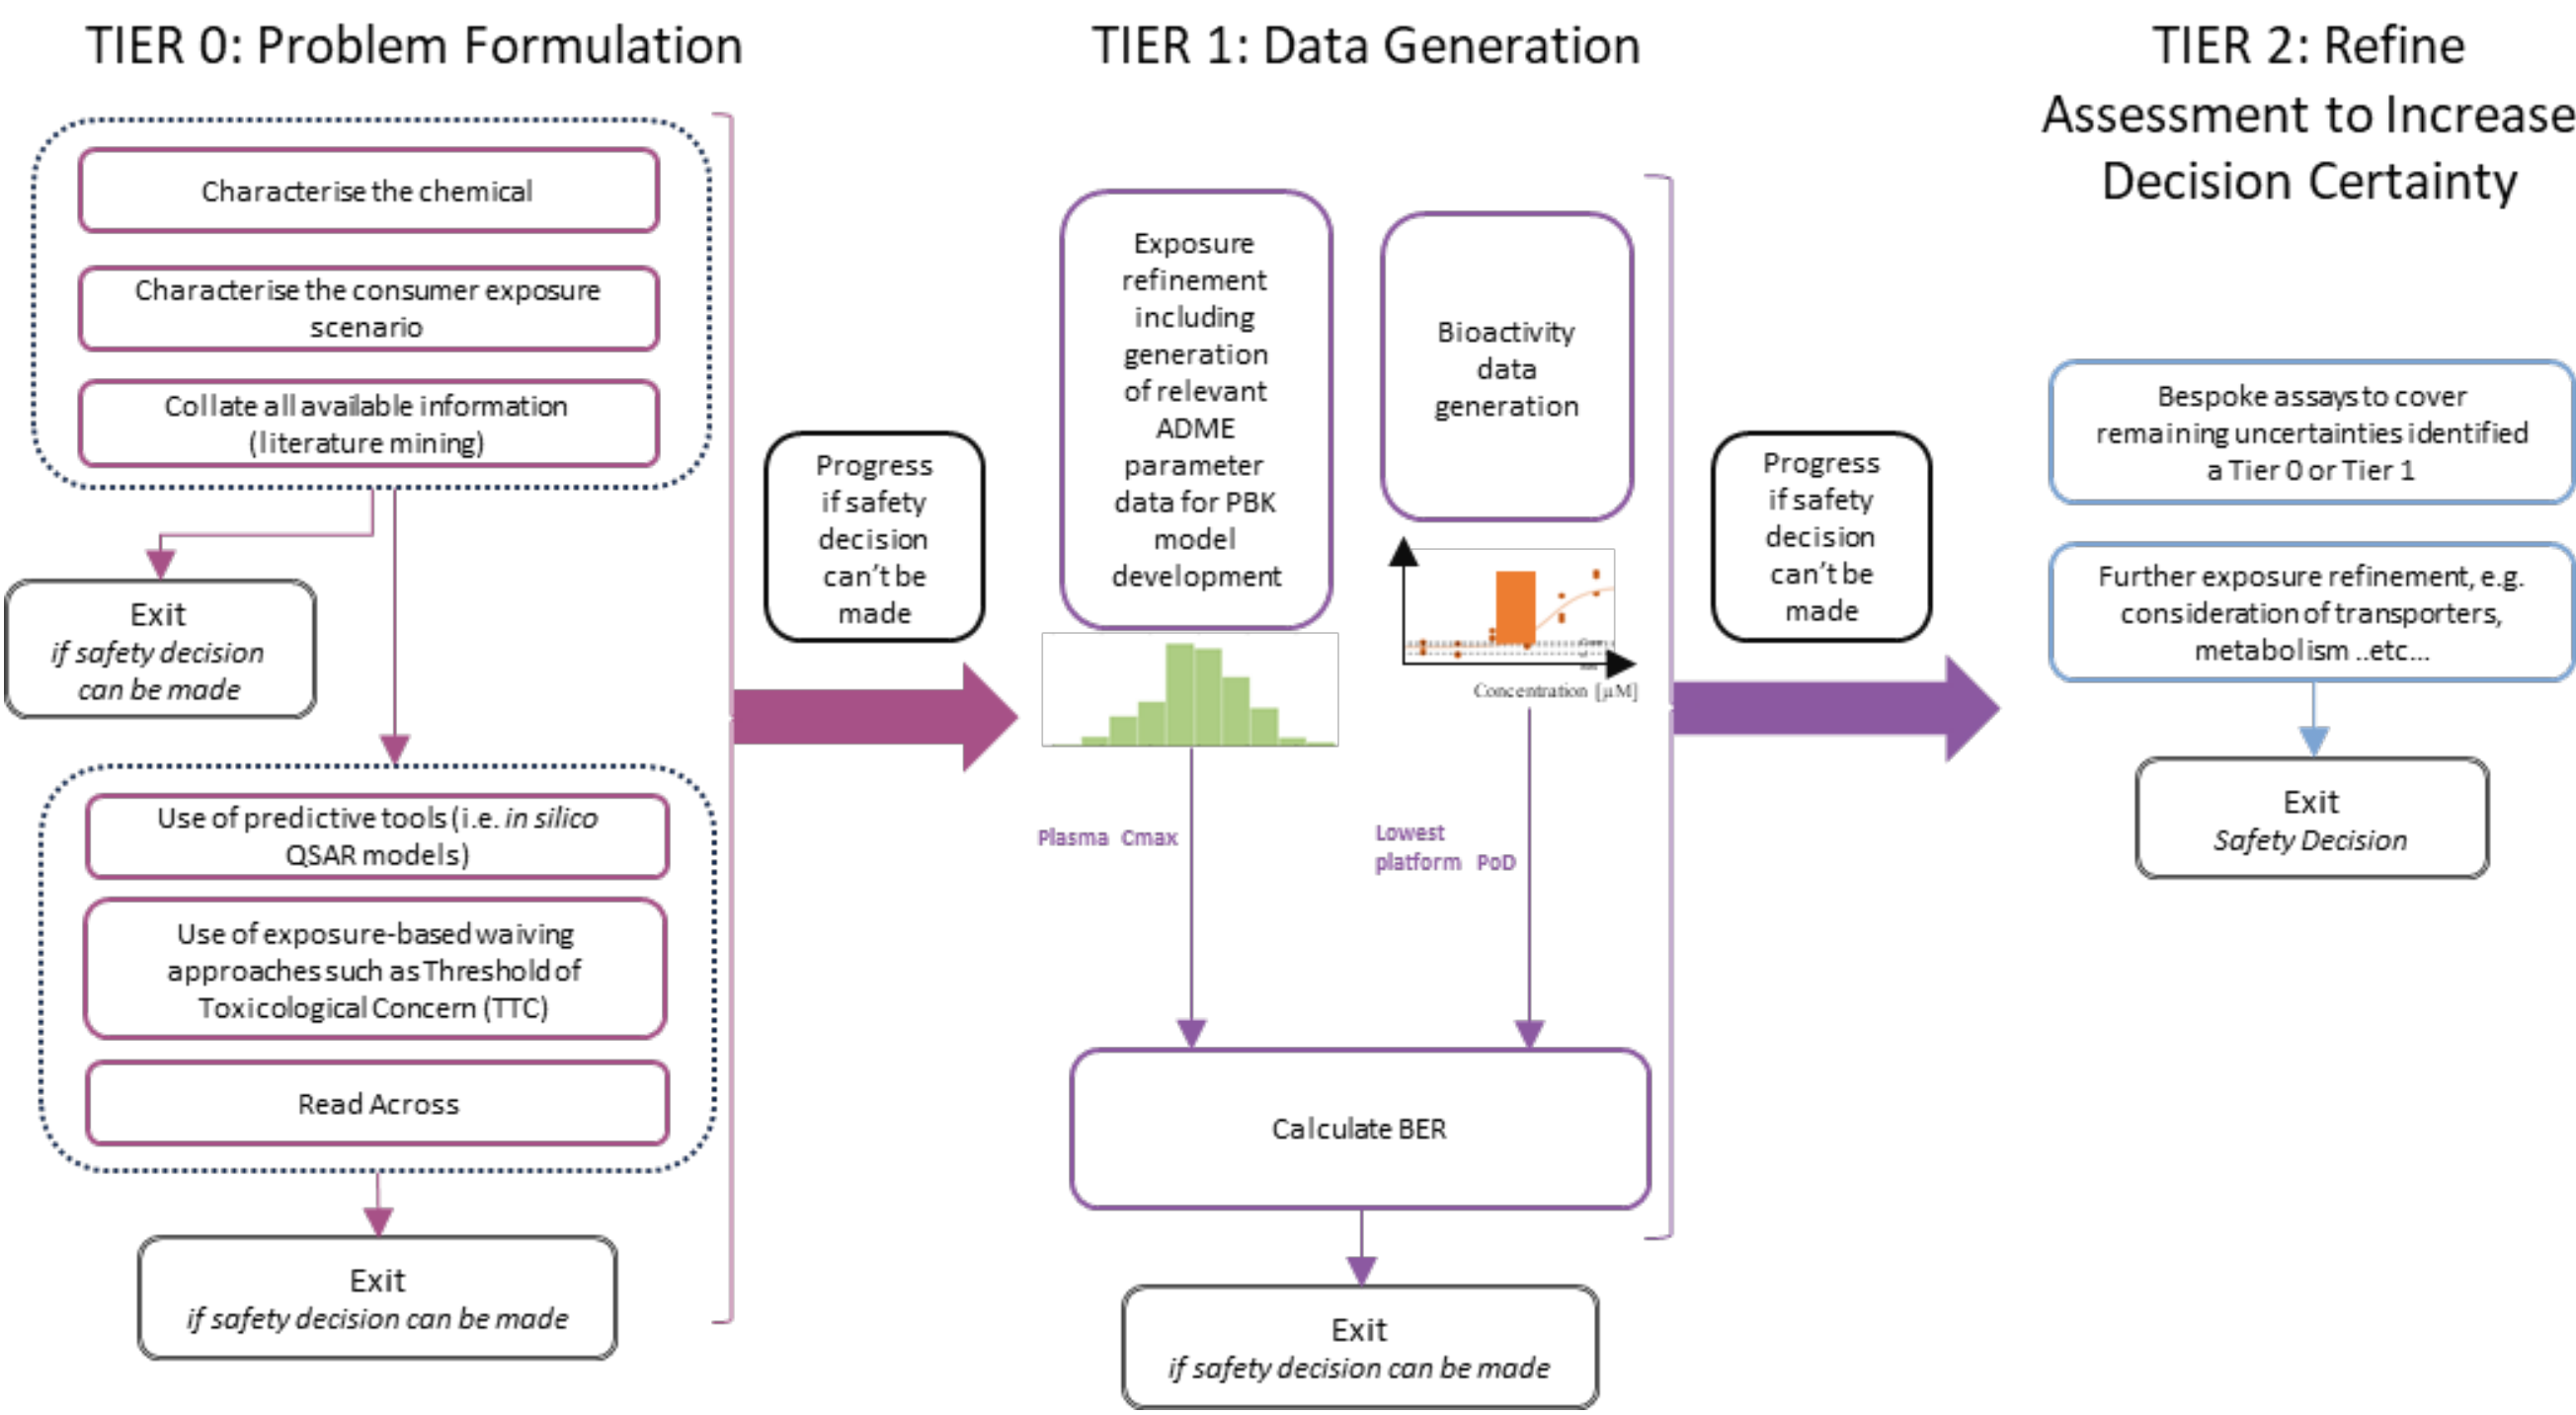 TIER 0: Problem Formulation
Characterise the chemical
Characterise the consumer exposure
scenario
Collate all available information
(literature mining)
Exit
if safety decision
can be made
Use of predictive tools (i.e. in silico
QSAR models)
Use of exposure-based waiving
approaches such as Threshold of
Toxicological Concern (TTC)
Read Across
Exit
if safety decision can be made
Progress
if safety
decision
can't be
made
TIER 1: Data Generation
Exposure
refinement
including
generation
of relevant
ADME
parameter
data for PBK
model
development
Bioactivity
data
generation
Concentration [µM]
Plasma Cmax
Lowest
platform PoD
Calculate BER
Exit
if safety decision can be made
Progress
if safety
decision
can't be
made
TIER 2: Refine
Assessment to Increase
Decision Certainty
Bespoke assays to cover
remaining uncertainties identified
a Tier 0 or Tier 1
Further exposure refinement, e.g.
consideration of transporters,
metabolism ..etc...
Exit
Safety Decision